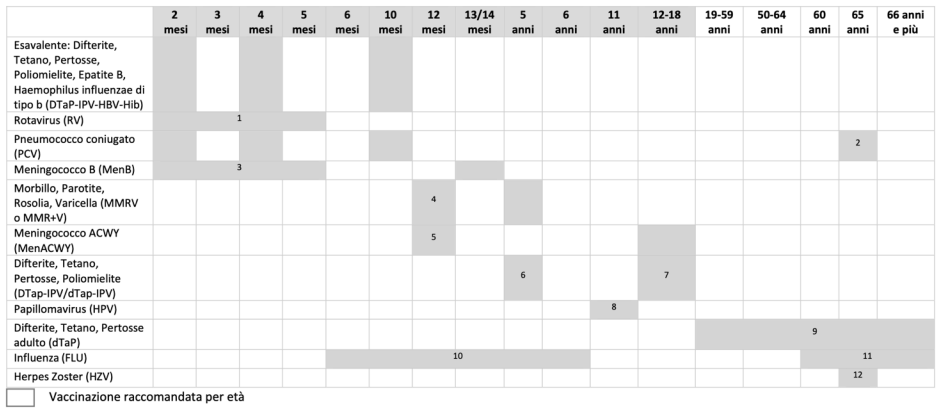 2 mesi 3 mesi 4 mesi 5 mesi 6 mesi 10 mesi 12 mesi 13/14 mesi 5 anni 6 anni 11 anni 12-18 anni 19-59 anni 50-64 anni 60 anni 65 anni 66 anni e più
Esavalente: Difterite,
Tetano, Pertosse,
Poliomielite, Epatite B,
Haemophilus influenzae di
tipo b (DTaP-IPV-HBV-Hib)
Rotavirus (RV) 1
Pneumococco coniugato
(PCV) 2
Meningococco B (MenB) 3
Morbillo, Parotite,
Rosolia, Varicella (MMRV 4
o MMR+V)
Meningococco ACWY 5
(MenACWY)
Difterite, Tetano,
Pertosse, Poliomielite 6 7
(DTap-IPV/dTap-IPV)
Papillomavirus (HPV) 8
Difterite, Tetano, Pertosse 9
adulto (dTaP)
Influenza (FLU) 10 11
Herpes Zoster (HZV) 12
Vaccinazione raccomandata per età